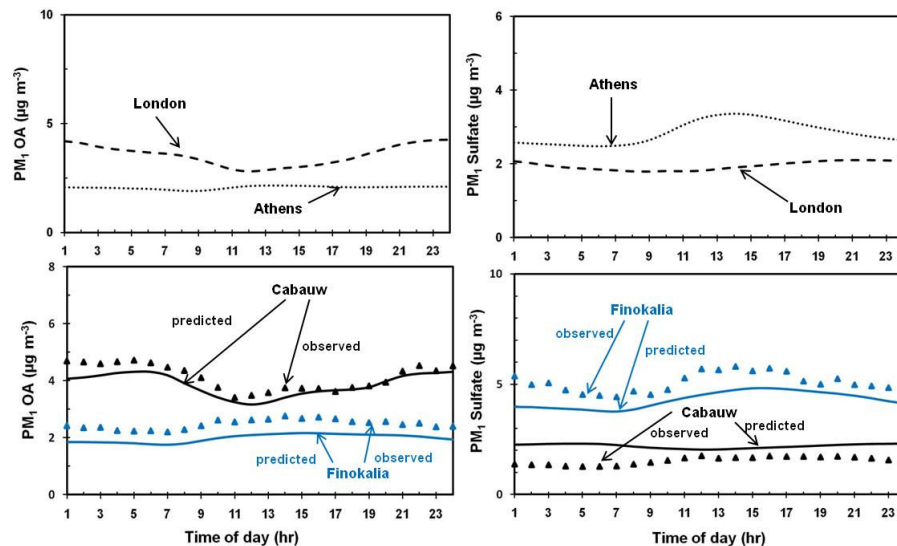 PM₁ OA (µg m⁻³)
10
5
0
London
Athens
1 3 5 7 9 11 13 15 17 19 21 23
PM₁ Sulfate (µg m⁻³)
6
4
2
0
Athens
London
1 3 5 7 9 11 13 15 17 19 21 23
PM₁ OA (µg m⁻³)
8
6
4
2
0
Cabauw
predicted
observed
predicted
observed
Finokalia
1 3 5 7 9 11 13 15 17 19 21 23
Time of day (hr)
PM₁ Sulfate (µg m⁻³)
10
5
0
Finokalia
observed
predicted
Cabauw
observed
predicted
1 3 5 7 9 11 13 15 17 19 21 23
Time of day (hr)